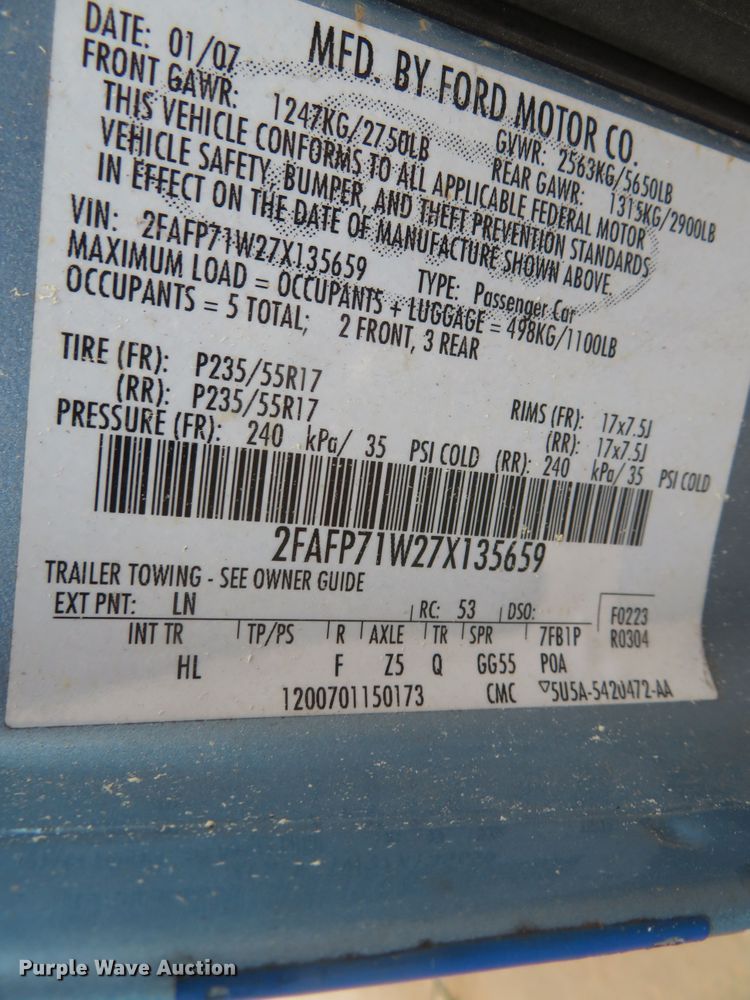 MFD. BY FORD MOTOR CO.
DATE: 01/07 GVWR: 2563KG/5650LB
FRONT GAWR: 1247KG/2750LB REAR GAWR: 1315KG/2900LB
THIS VEHICLE CONFORMS TO ALL APPLICABLE FEDERAL MOTOR
VEHICLE SAFETY, BUMPER, AND THEFT PREVENTION STANDARDS
IN EFFECT ON THE DATE OF MANUFACTURE SHOWN ABOVE.
VIN: 2FAFP71W27X135659 TYPE: Passenger Car
MAXIMUM LOAD = OCCUPANTS + LUGGAGE = 498KG/1100LB
OCCUPANTS = 5 TOTAL; 2 FRONT, 3 REAR
TIRE (FR): P235/55R17 RIMS (FR): 17x7.5J
(RR): P235/55R17 (RR): 17x7.5J
PRESSURE (FR): 240 kPa/ 35 PSI COLD (RR): 240 kPa/ 35 PSI COLD
2FAFP71W27X135659
TRAILER TOWING - SEE OWNER GUIDE
EXT PNT: LN RC: 53 DSO: F0223
INT TR TP/PS R AXLE TR SPR 7FB1P R0304
HL F Z5 Q GG55 P0A
1200701150173 CMC ▽5U5A-5420472-AA
Purple Wave Auction